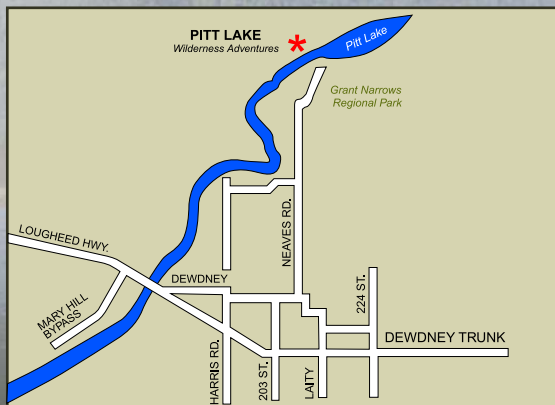 PITT LAKE
Wilderness Adventures
*
Pitt Lake
Grant Narrows
Regional Park
LOUGHEED HWY.
NEAVES RD.
DEWDNEY
MARY HILL
BYPASS
224 ST.
DEWDNEY TRUNK
HARRIS RD.
203 ST.
LAITY